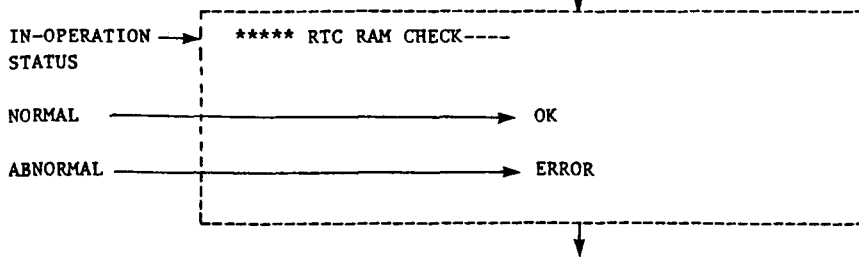 IN-OPERATION STATUS
***** RTC RAM CHECK----
NORMAL
OK
ABNORMAL
ERROR